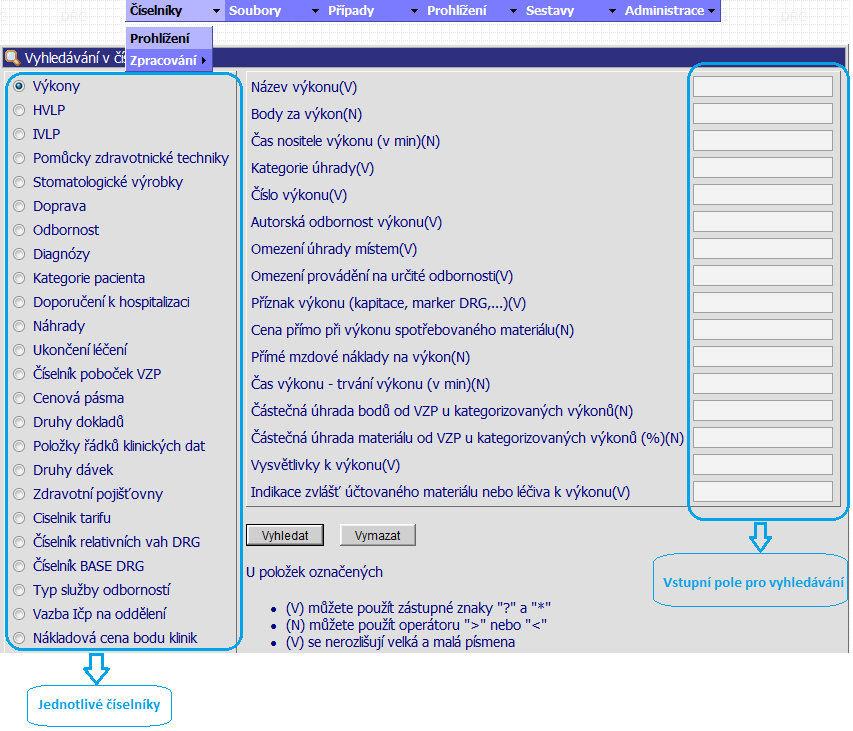 Číselníky Soubory Případy Prohlížení Sestavy Administrace
Prohlížení
Zpracování
Vyhledávání v čí
Výkony
HVLP
IVLP
Pomůcky zdravotnické techniky
Stomatologické výrobky
Doprava
Odbornost
Diagnózy
Kategorie pacienta
Doporučení k hospitalizaci
Náhrady
Ukončení léčení
Číselník poboček VZP
Cenová pásma
Druhy dokladů
Položky řádků klinických dat
Druhy dávek
Zdravotní pojišťovny
Ciselnik tarifu
Číselník relativních vah DRG
Číselník BASE DRG
Typ služby odborností
Vazba Ičp na oddělení
Nákladová cena bodu klinik
Jednotlivé číselníky
Název výkonu(V)
Body za výkon(N)
Čas nositele výkonu (v min)(N)
Kategorie úhrady(V)
Číslo výkonu(V)
Autorská odbornost výkonu(V)
Omezení úhrady místem(V)
Omezení provádění na určité odbornosti(V)
Příznak výkonu (kapitace, marker DRG,...)(V)
Cena přímo při výkonu spotřebovaného materiálu(N)
Přímé mzdové náklady na výkon(N)
Čas výkonu - trvání výkonu (v min)(N)
Částečná úhrada bodů od VZP u kategorizovaných výkonů(N)
Částečná úhrada materiálu od VZP u kategorizovaných výkonů (%)(N)
Vysvětlivky k výkonu(V)
Indikace zvlášť účtovaného materiálu nebo léčiva k výkonu(V)
Vyhledat Vymazat
Vstupní pole pro vyhledávání
U položek označených
• (V) můžete použít zástupné znaky "?" a "*"
• (N) můžete použít operátoru ">" nebo "<"
• (V) se nerozlišují velká a malá písmena